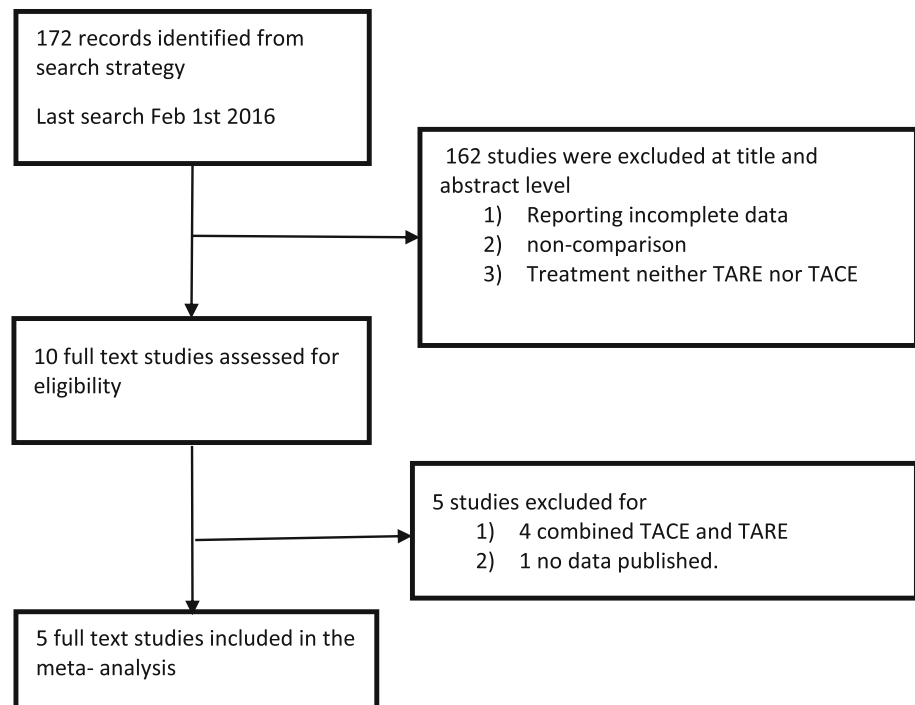 172 records identified from
search strategy
Last search Feb 1st 2016
162 studies were excluded at title and
abstract level
1) Reporting incomplete data
2) non-comparison
3) Treatment neither TARE nor TACE
10 full text studies assessed for
eligibility
5 studies excluded for
1) 4 combined TACE and TARE
2) 1 no data published.
5 full text studies included in the
meta- analysis